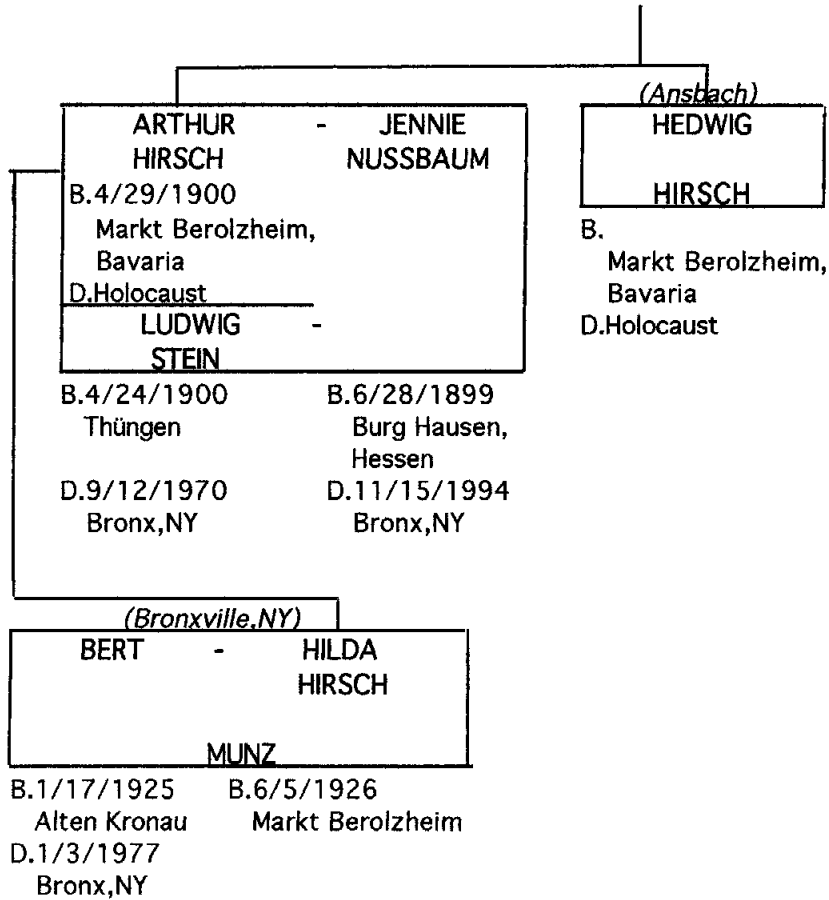 (Ansbach)
ARTHUR - JENNIE
HIRSCH NUSSBAUM
B.4/29/1900
Markt Berolzheim,
Bavaria
D.Holocaust
LUDWIG -
STEIN
B.4/24/1900 B.6/28/1899
Thüngen Burg Hausen,
Hessen
D.9/12/1970 D.11/15/1994
Bronx,NY Bronx,NY
HEDWIG
HIRSCH
B.
Markt Berolzheim,
Bavaria
D.Holocaust
(Bronxville,NY)
BERT - HILDA
HIRSCH
MUNZ
B.1/17/1925 B.6/5/1926
Alten Kronau Markt Berolzheim
D.1/3/1977
Bronx,NY